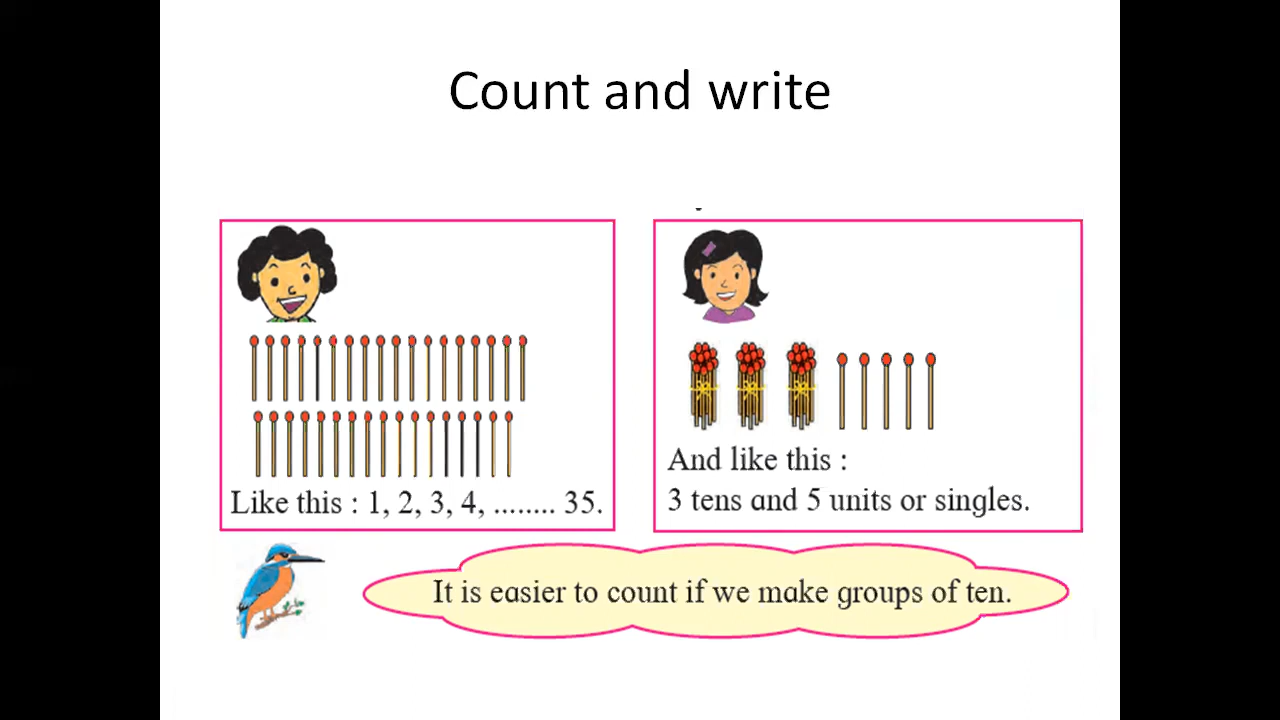 Count and write
Like this : 1, 2, 3, 4, ........ 35.
And like this :
3 tens and 5 units or singles.
It is easier to count if we make groups of ten.